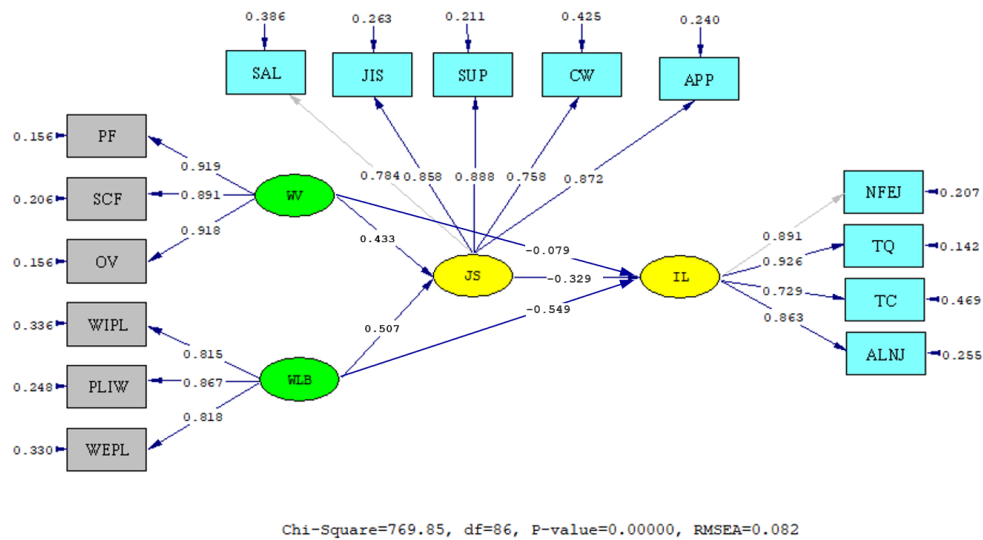 0.386 0.263 0.211 0.425 0.240
SAL JIS SUP CW APP
0.156 PF
0.919
0.784 0.858 0.888 0.758 0.872
0.206 SCF 0.891 WV
NFEJ 0.207
0.918
0.433 -0.079 0.891 TQ 0.142
0.156 OV
0.926
JS -0.329 IL
0.729 TC 0.469
-0.549
0.863
0.336 WIPL
0.507
0.815
ALNJ 0.255
0.248 PLIW 0.867 WLB
0.818
0.330 WEPL
Chi-Square=769.85, df=86, P-value=0.00000, RMSEA=0.082